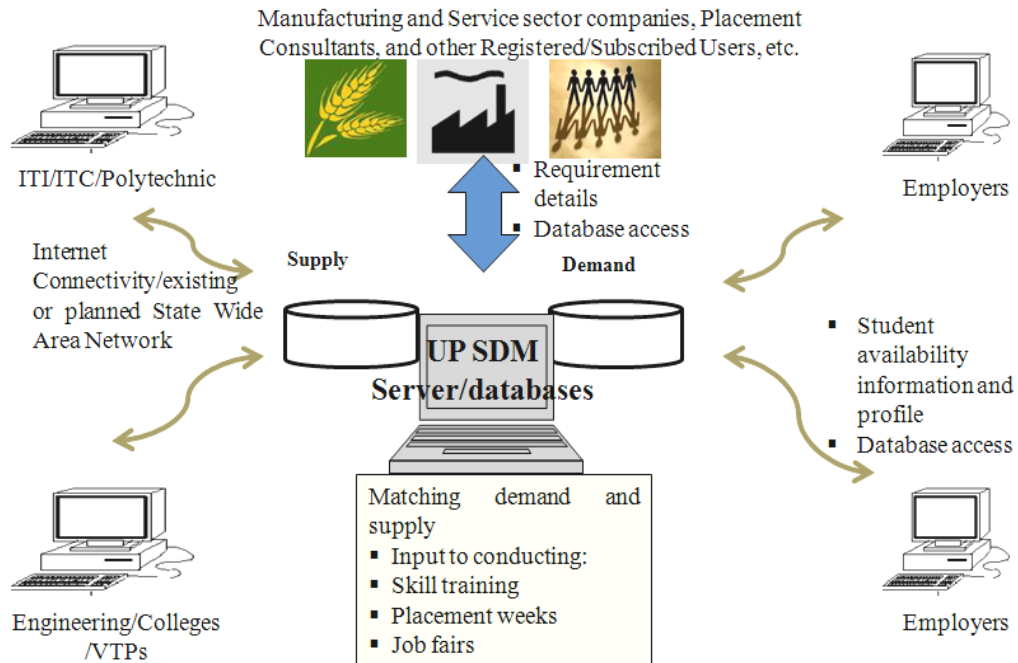 Manufacturing and Service sector companies, Placement
Consultants, and other Registered/Subscribed Users, etc.
ITI/ITC/Polytechnic
▪ Requirement
details
▪ Database access
Employers
Internet
Connectivity/existing
or planned State Wide
Area Network
Supply
Demand
UP SDM
Server/databases
▪ Student
availability
information and
profile
▪ Database access
Matching demand and
supply
▪ Input to conducting:
▪ Skill training
▪ Placement weeks
▪ Job fairs
Engineering/Colleges
/VTPs
Employers